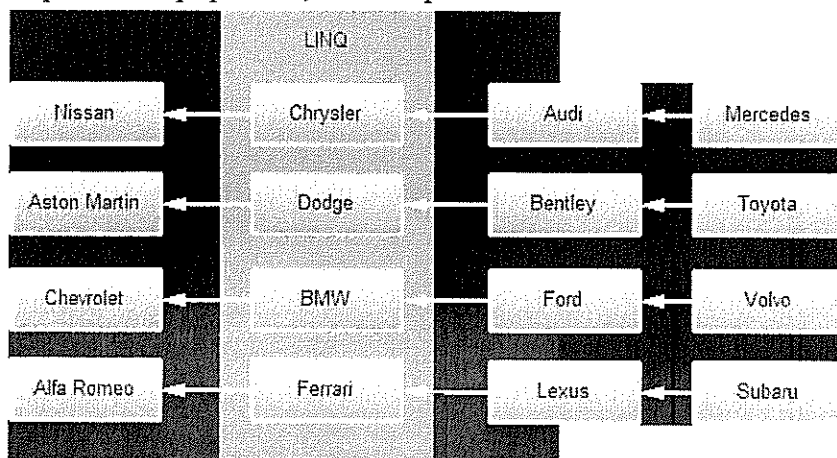 LINQ
Nissan Chrysler Audi Mercedes
Aston Martin Dodge Bentley Toyota
Chevrolet BMW Ford Volvo
Alfa Romeo Ferrari Lexus Subaru